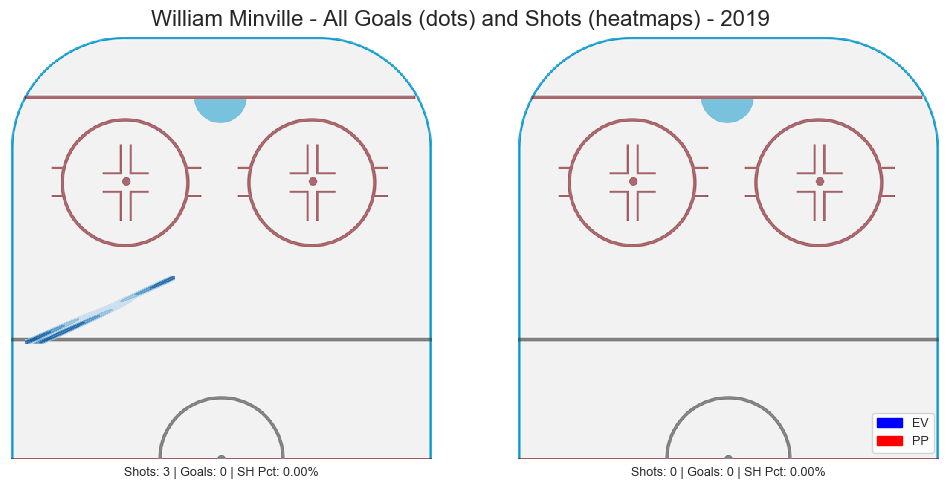 William Minville - All Goals (dots) and Shots (heatmaps) - 2019
EV
PP
Shots: 3 | Goals: 0 | SH Pct: 0.00%
Shots: 0 | Goals: 0 | SH Pct: 0.00%